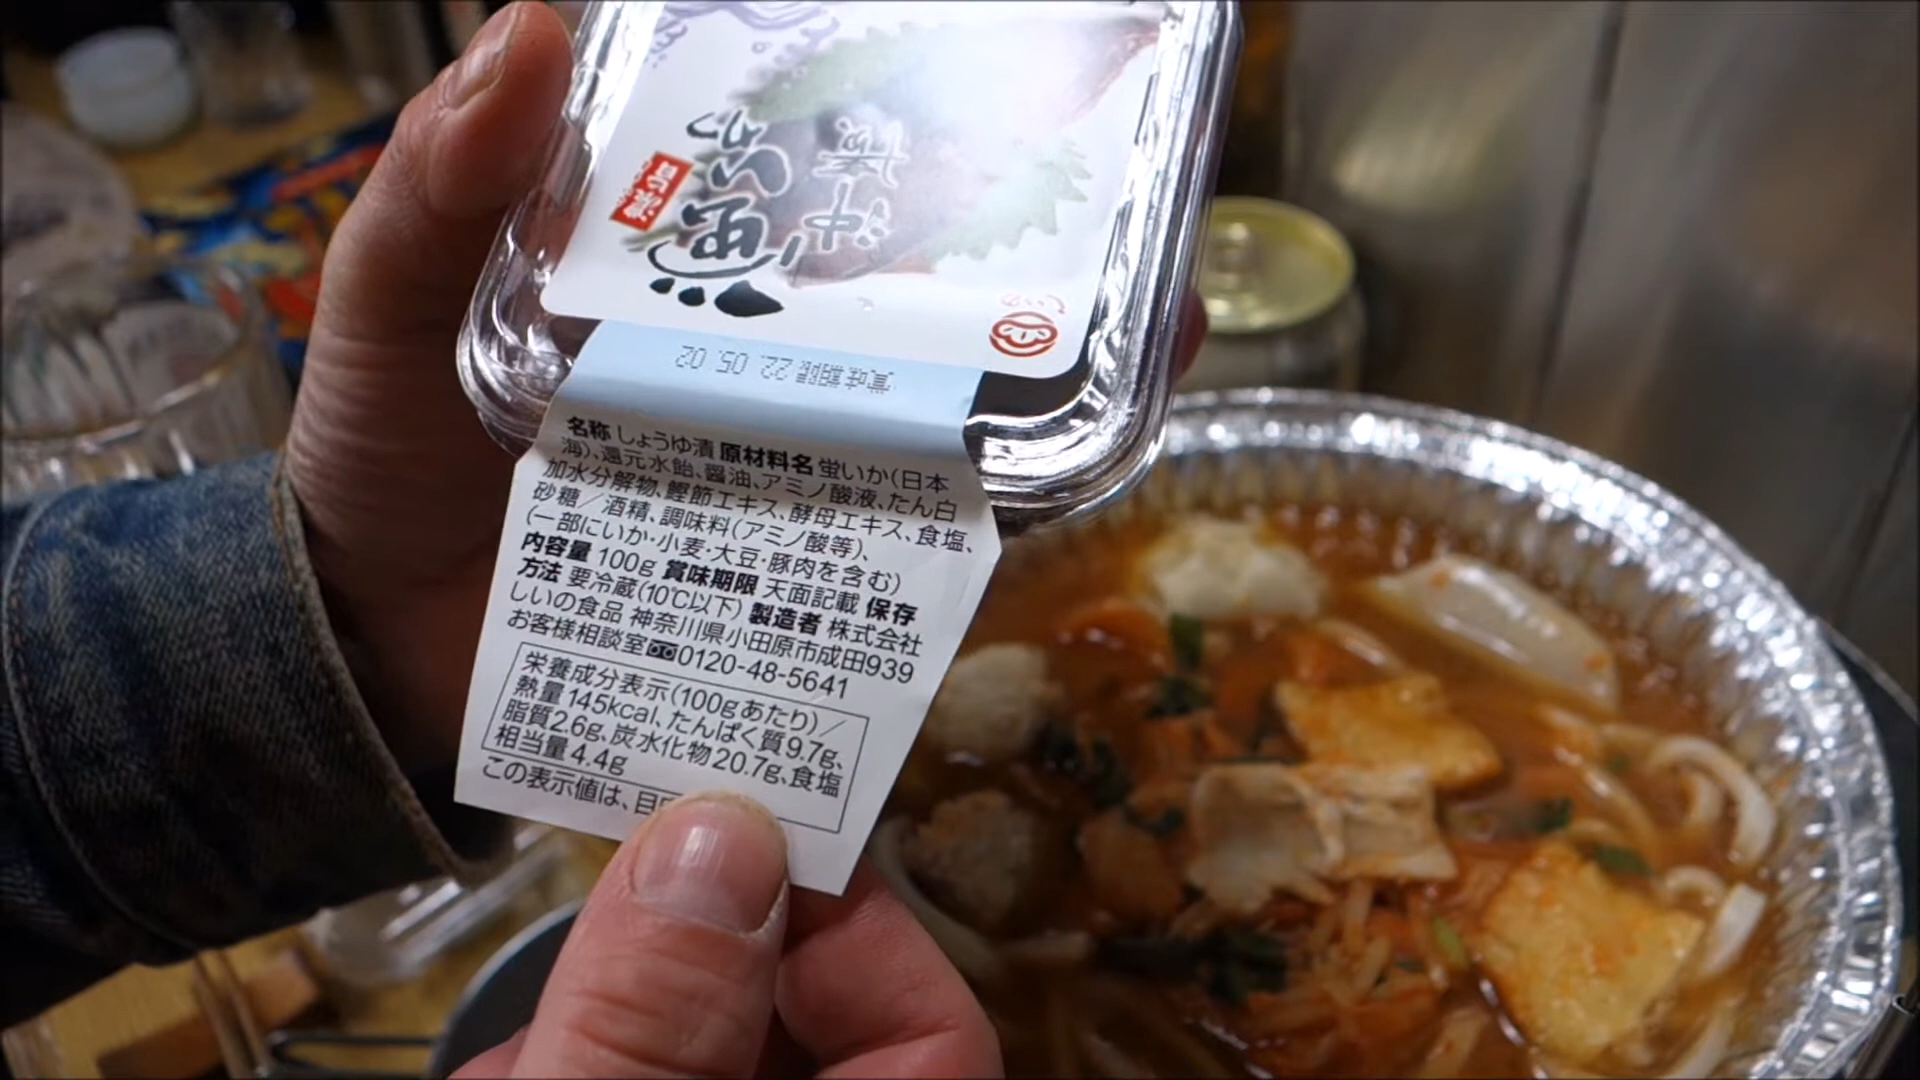 賞味期限 22. 05. 02
名称 しょうゆ漬 原材料名 蛍いか(日本
海)、還元水飴、醤油、アミノ酸液、たん白
加水分解物、鰹節エキス、酵母エキス、食塩、
砂糖/酒精、調味料(アミノ酸等)、
(一部にいか・小麦・大豆・豚肉を含む)
内容量 100g 賞味期限 天面記載 保存
方法 要冷蔵(10℃以下) 製造者 株式会社
しいの食品 神奈川県小田原市成田939
お客様相談室 0120-48-5641
栄養成分表示(100gあたり)/
熱量145kcal、たんぱく質9.7g、
脂質2.6g、炭水化物20.7g、食塩
相当量4.4g
この表示値は、目